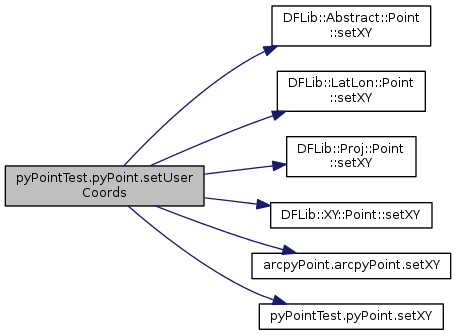 DFLib::Abstract::Point
::setXY
DFLib::LatLon::Point
::setXY
DFLib::Proj::Point
::setXY
pyPointTest.pyPoint.setUser
Coords
DFLib::XY::Point::setXY
arcpyPoint.arcpyPoint.setXY
pyPointTest.pyPoint.setXY